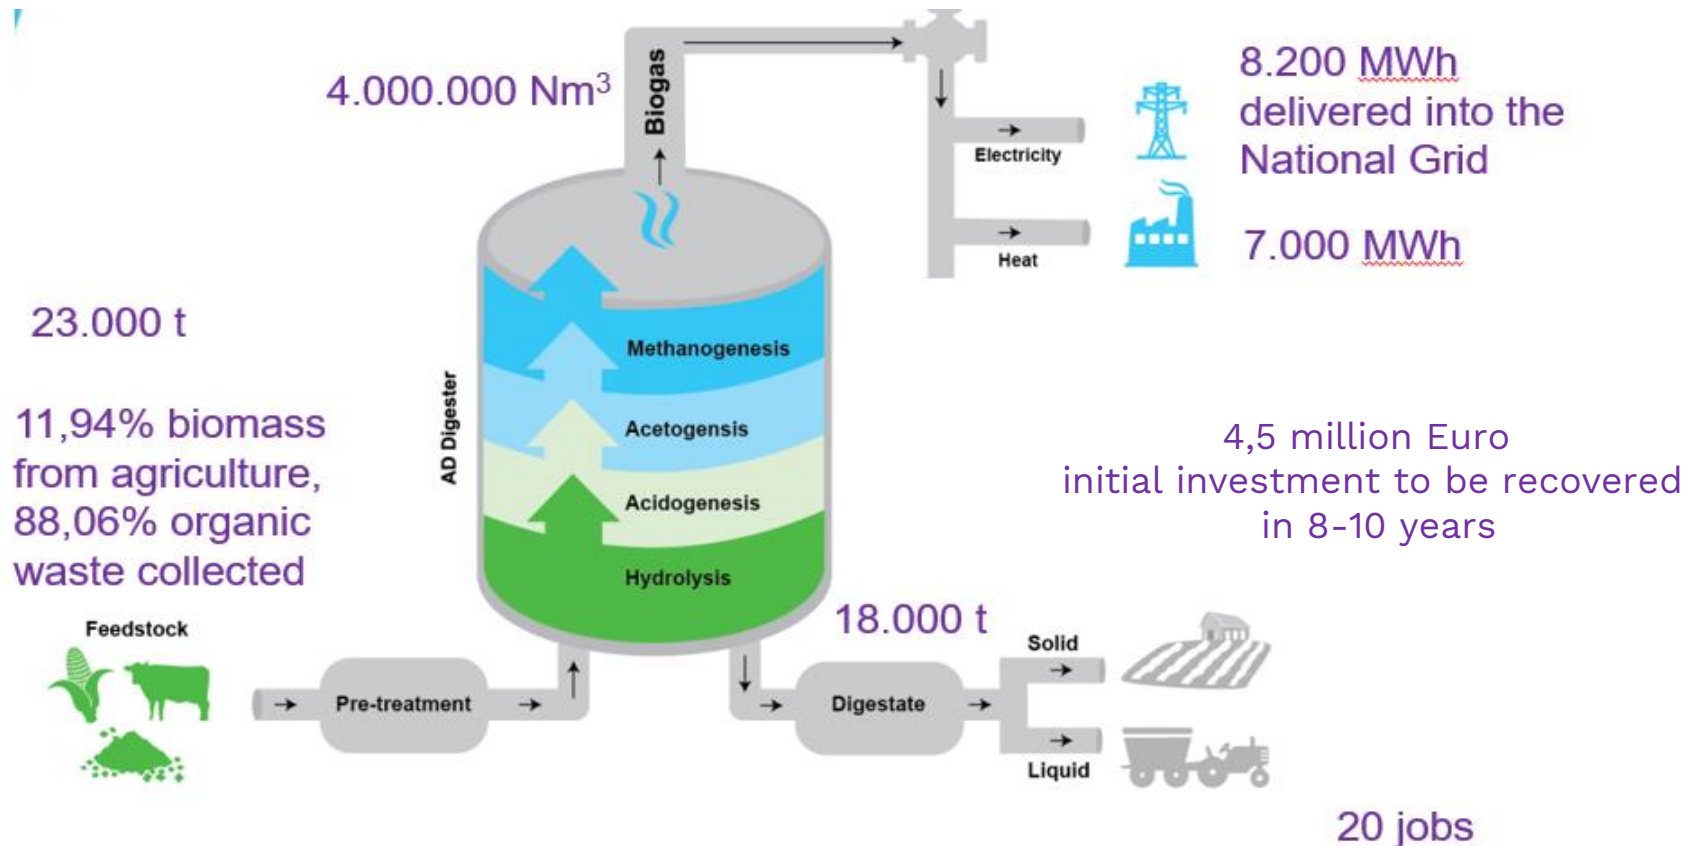 4.000.000 Nm³
Biogas
8.200 MWh
delivered into the
National Grid
Electricity
7.000 MWh
Heat
23.000 t
11,94% biomass
from agriculture,
88,06% organic
waste collected
AD Digester
Methanogenesis
Acetogensis
Acidogenesis
Hydrolysis
4,5 million Euro
initial investment to be recovered
in 8-10 years
Feedstock
Pre-treatment
18.000 t
Digestate
Solid
Liquid
20 jobs